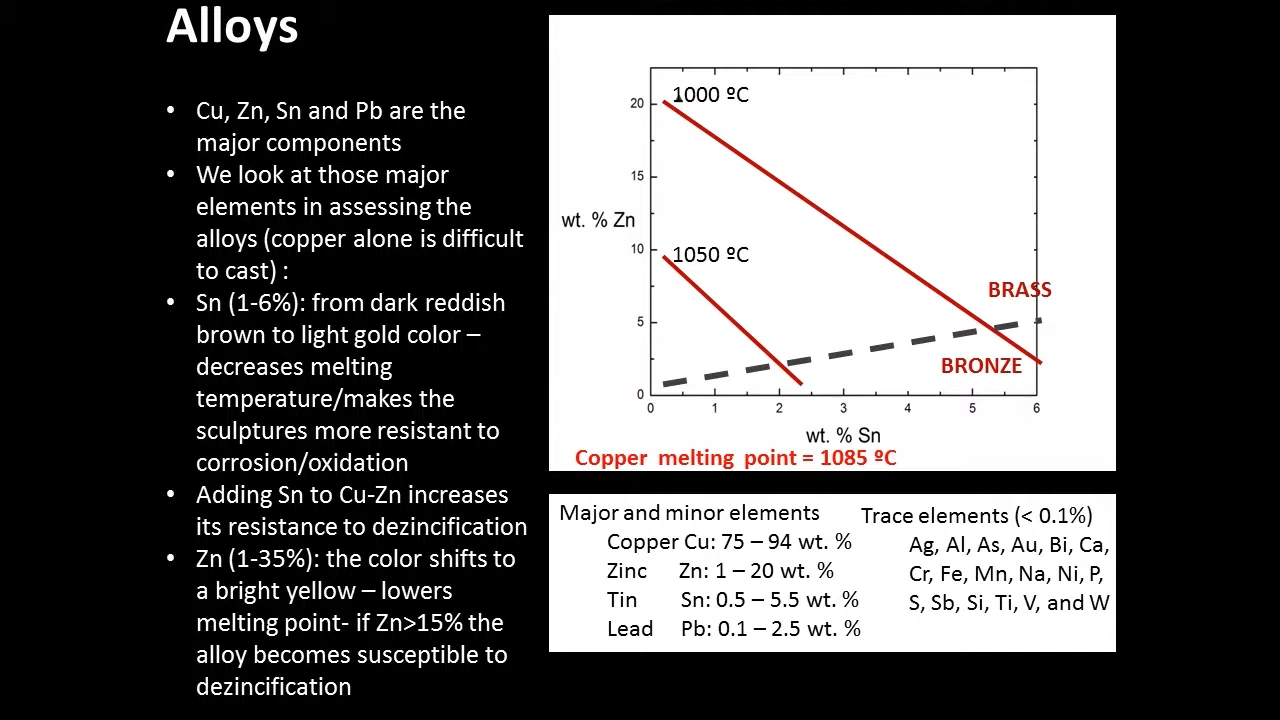 Alloys
• Cu, Zn, Sn and Pb are the
major components
• We look at those major
elements in assessing the
alloys (copper alone is difficult
to cast) :
• Sn (1-6%): from dark reddish
brown to light gold color –
decreases melting
temperature/makes the
sculptures more resistant to
corrosion/oxidation
• Adding Sn to Cu-Zn increases
its resistance to dezincification
• Zn (1-35%): the color shifts to
a bright yellow – lowers
melting point- if Zn>15% the
alloy becomes susceptible to
dezincification
1000 ºC
20
15
wt. % Zn
10
1050 ºC
BRASS
5
BRONZE
0
0 1 2 3 4 5 6
wt. % Sn
Copper melting point = 1085 ºC
Major and minor elements
Copper Cu: 75 – 94 wt. %
Zinc Zn: 1 – 20 wt. %
Tin Sn: 0.5 – 5.5 wt. %
Lead Pb: 0.1 – 2.5 wt. %
Trace elements (< 0.1%)
Ag, Al, As, Au, Bi, Ca,
Cr, Fe, Mn, Na, Ni, P,
S, Sb, Si, Ti, V, and W